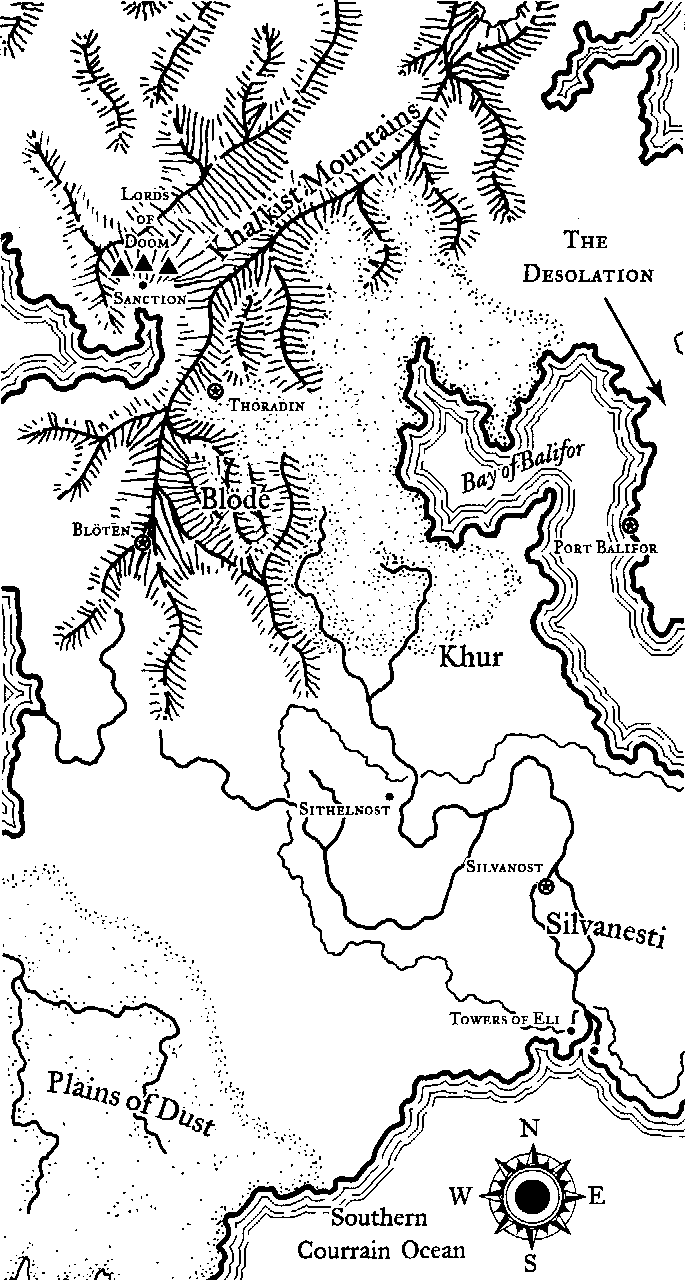 Khalkist Mountains
Lords
of
Doom
Sanction
The
Desolation
Thoradin
Bay of Balifor
Blöde
Blöten
Port Balifor
Khur
Sithelnost
Silvanost
Silvanesti
Towers of Eli
Plains of Dust
N
W E
S
Southern
Courrain Ocean